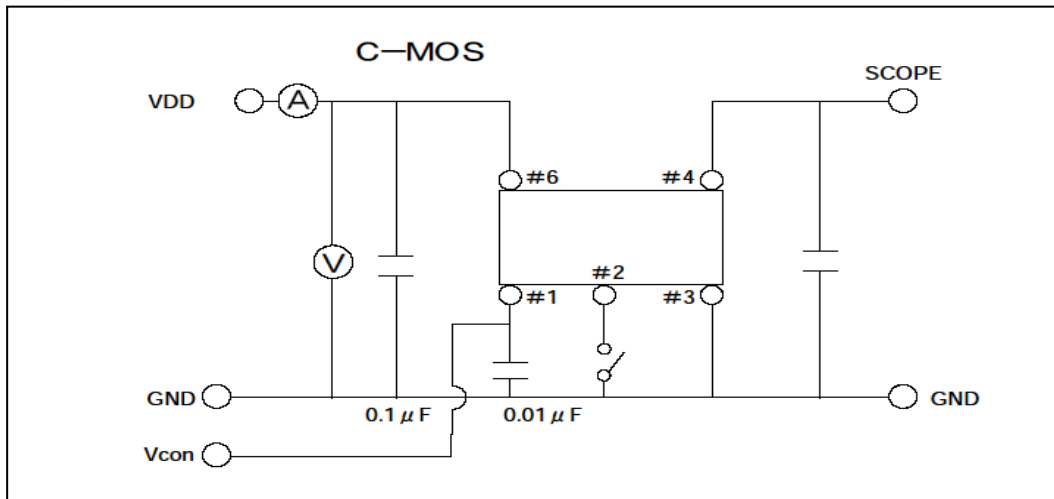 C−MOS
SCOPE
VDD
A
#6
#4
V
#2
#1
#3
GND
0.1μF
0.01μF
GND
Vcon